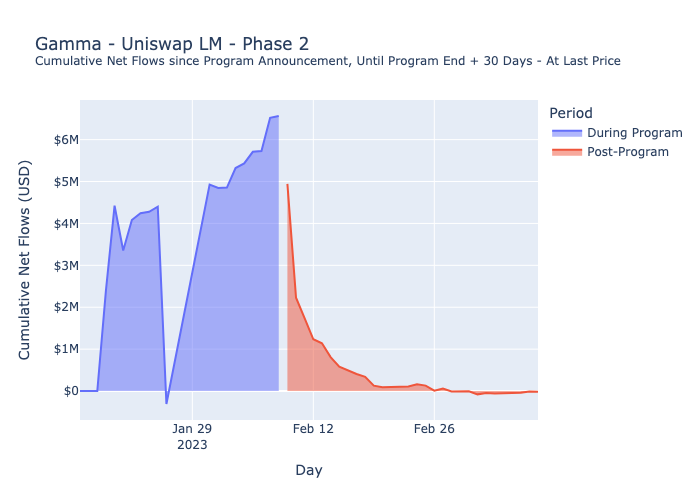 Gamma - Uniswap LM - Phase 2
Cumulative Net Flows since Program Announcement, Until Program End + 30 Days - At Last Price
Period
During Program
Post-Program
Cumulative Net Flows (USD)
$6M
$5M
$4M
$3M
$2M
$1M
$0
Jan 29
2023
Feb 12
Feb 26
Day